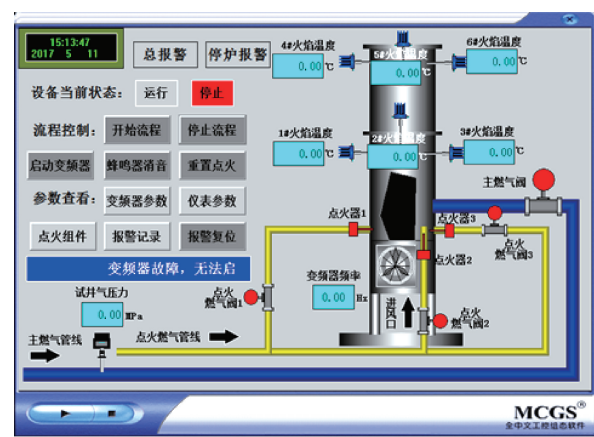 15:13:47
2017 5 11
总报警
停炉报警
4#火焰温度
0.00 ℃
5#火焰温度
0.00 ℃
6#火焰温度
0.00 ℃
设备当前状态:
运行
停止
流程控制:
开始流程
停止流程
1#火焰温度
0.00 ℃
2#火焰温度
0.00 ℃
3#火焰温度
0.00 ℃
启动变频器
蜂鸣器消音
重置点火
主燃气阀
参数查看:
变频器参数
仪表参数
点火器1
点火器3
点火组件
报警记录
报警复位
点火
燃气阀3
点火器2
变频器故障，无法启
变频器频率
0.00 Hz
试井气压力
0.00 MPa
点火
燃气阀1
进风口
点火
燃气阀2
主燃气管线
点火燃气管线
MCGS®
全中文工控组态软件